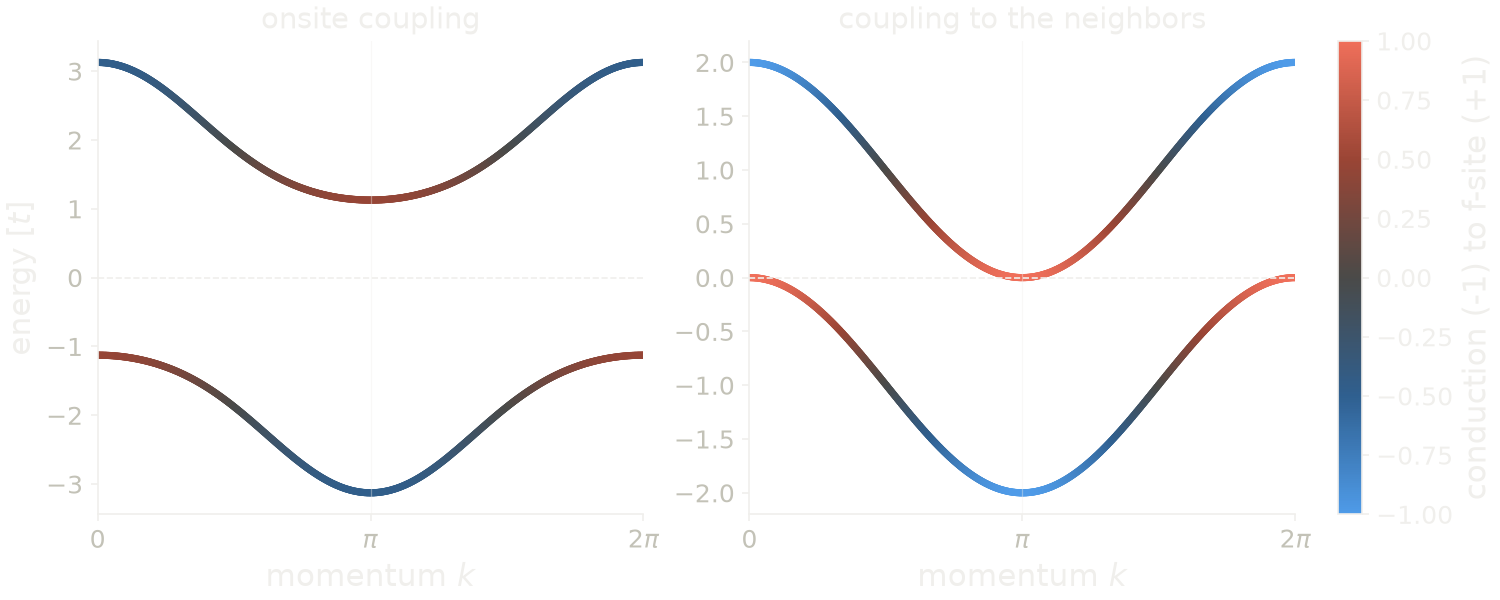 onsite coupling
energy [t]
3
2
1
0
−1
−2
−3
0
π
2π
momentum k
coupling to the neighbors
2.0
1.5
1.0
0.5
0.0
−0.5
−1.0
−1.5
−2.0
0
π
2π
momentum k
1.00
0.75
0.50
0.25
0.00
−0.25
−0.50
−0.75
−1.00
conduction (-1) to f-site (+1)